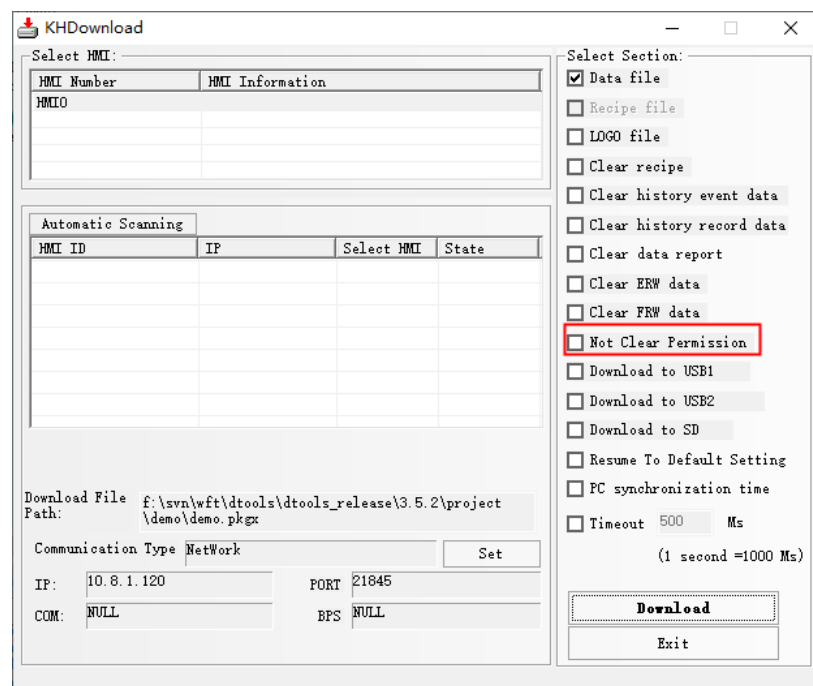 KHDownload
Select HMI:
HMI Number HMI Information
HMI0
Automatic Scanning
HMI ID IP Select HMI State
Download File Path: f:\svn\wft\dtools\dtools_release\3.5.2\project\demo\demo.pkgx
Communication Type NetWork Set
IP: 10.8.1.120 PORT 21845
COM: NULL BPS NULL
Select Section:
Data file
Recipe file
LOGO file
Clear recipe
Clear history event data
Clear history record data
Clear data report
Clear ERW data
Clear FRW data
Not Clear Permission
Download to USB1
Download to USB2
Download to SD
Resume To Default Setting
PC synchronization time
Timeout 500 Ms
(1 second =1000 Ms)
Download
Exit